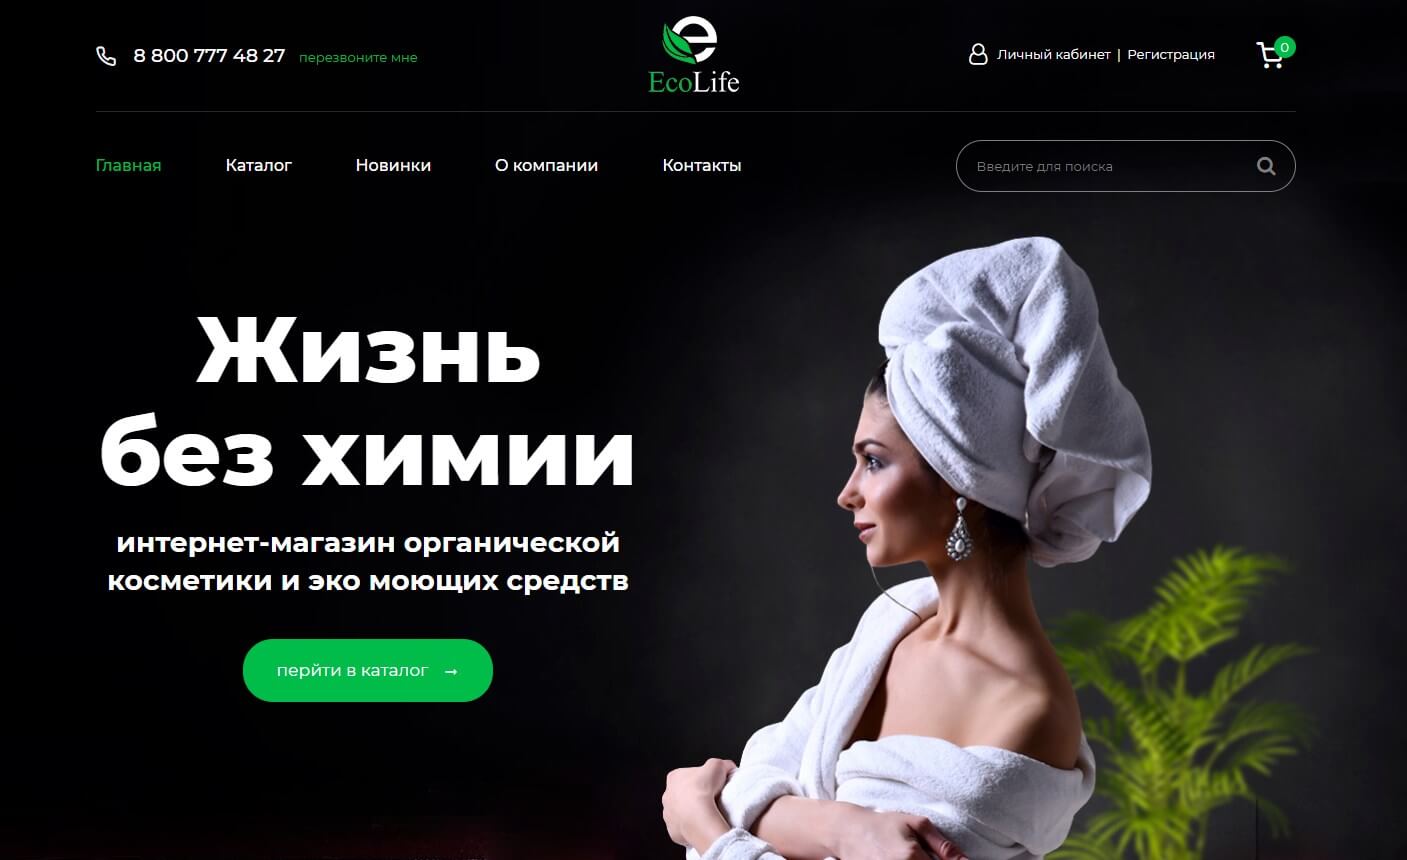 8 800 777 48 27 перезвоните мне
EcoLife
Личный кабинет | Регистрация
0
Главная Каталог Новинки О компании Контакты
Введите для поиска
Жизнь
без химии
интернет-магазин органической
косметики и эко моющих средств
перйти в каталог →